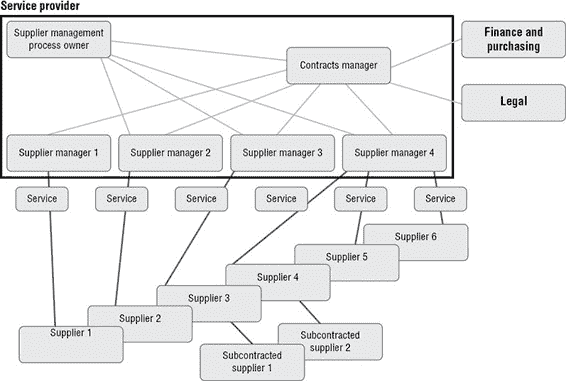 Service provider
Supplier management
process owner
Finance and
purchasing
Contracts manager
Legal
Supplier manager 1
Supplier manager 2
Supplier manager 3
Supplier manager 4
Service
Service
Service
Service
Service
Service
Supplier 6
Supplier 5
Supplier 4
Supplier 3
Supplier 2
Supplier 1
Subcontracted
supplier 2
Subcontracted
supplier 1